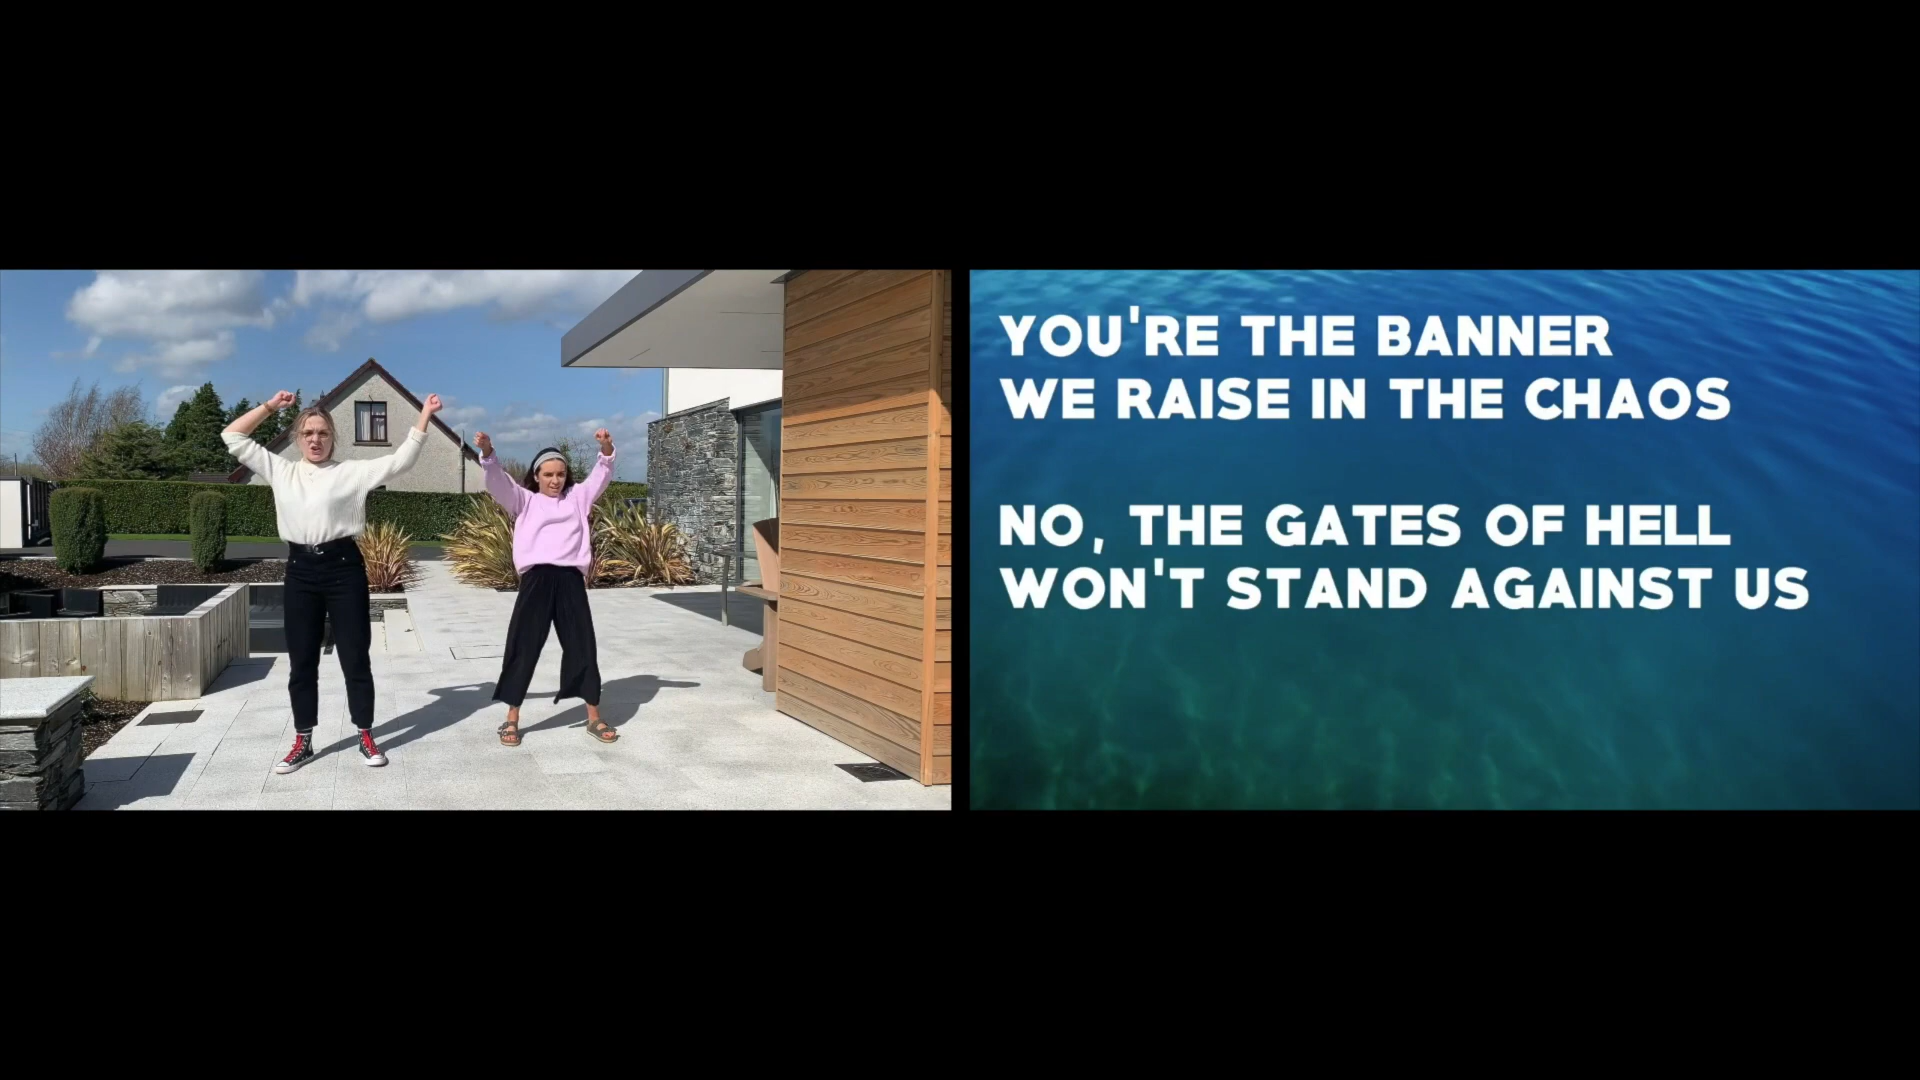 YOU'RE THE BANNER
WE RAISE IN THE CHAOS
NO, THE GATES OF HELL
WON'T STAND AGAINST US